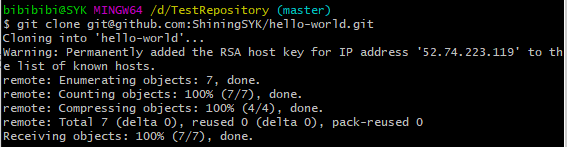 bibibibi@SYK MINGW64 /d/TestRepository (master)
$ git clone git@github.com:ShiningSYK/hello-world.git
Cloning into 'hello-world'...
Warning: Permanently added the RSA host key for IP address '52.74.223.119' to th
e list of known hosts.
remote: Enumerating objects: 7, done.
remote: Counting objects: 100% (7/7), done.
remote: Compressing objects: 100% (4/4), done.
remote: Total 7 (delta 0), reused 0 (delta 0), pack-reused 0
Receiving objects: 100% (7/7), done.